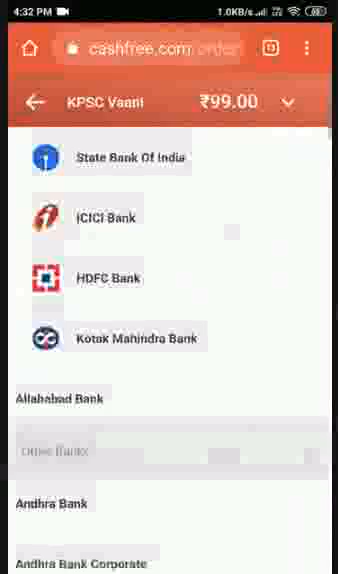 4:32 PM 1.0KB/s
cashfree.com/order
KPSC Vaani ₹99.00
State Bank Of India
ICICI Bank
HDFC Bank
Kotak Mahindra Bank
Allahabad Bank
Other Banks
Andhra Bank
Andhra Bank Corporate